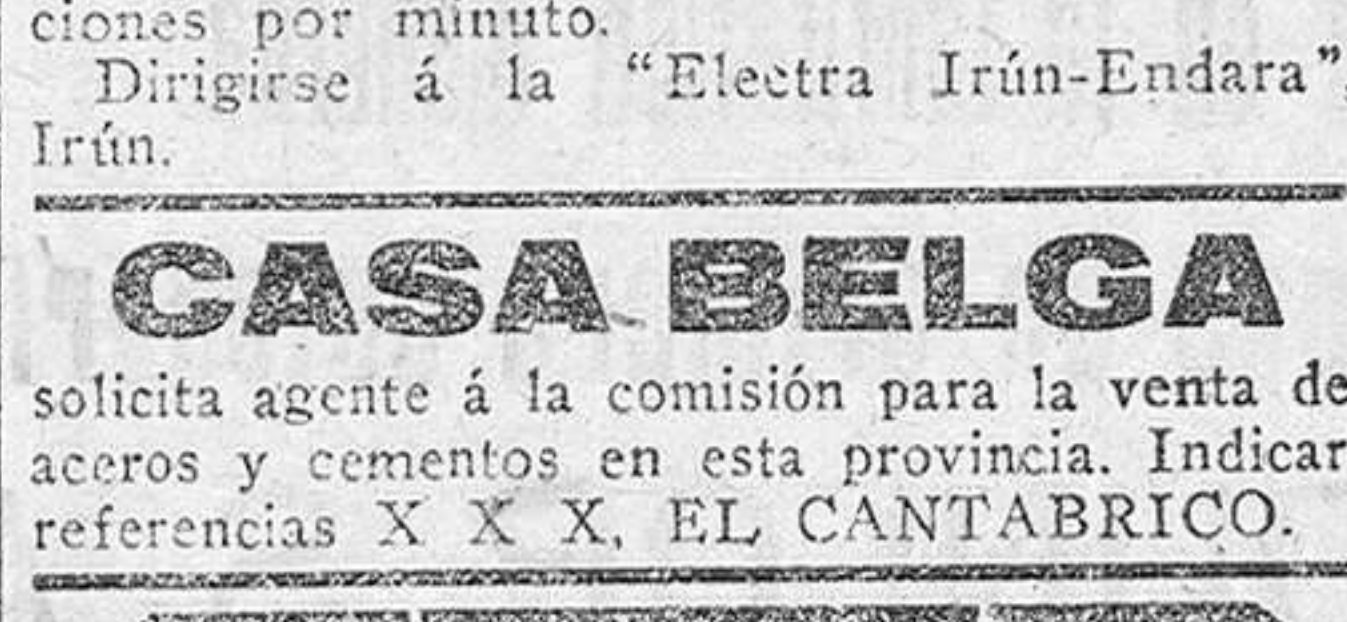 ciones por minuto.
Dirigirse á la “Electra Irún-Endara”,
Irún.
CASA BELGA
solicita agente á la comisión para la venta de
aceros y cementos en esta provincia. Indicar
referencias X X X, EL CANTABRICO.